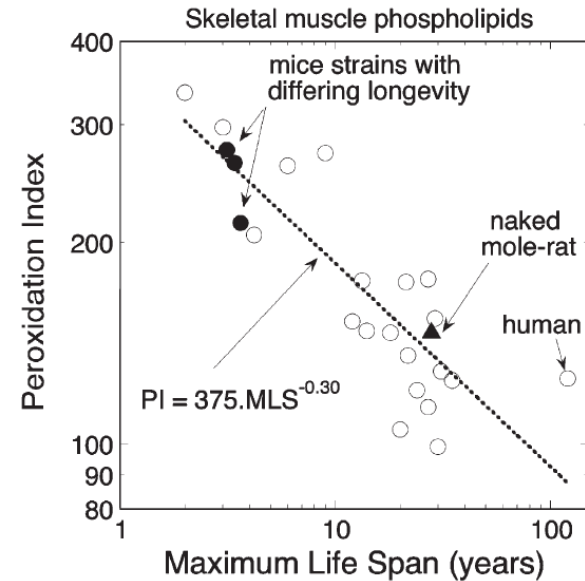 Skeletal muscle phospholipids
400
300
200
100
90
80
Peroxidation Index
mice strains with
differing longevity
naked
mole-rat
human
PI = 375.MLS-0.30
1
10
100
Maximum Life Span (years)